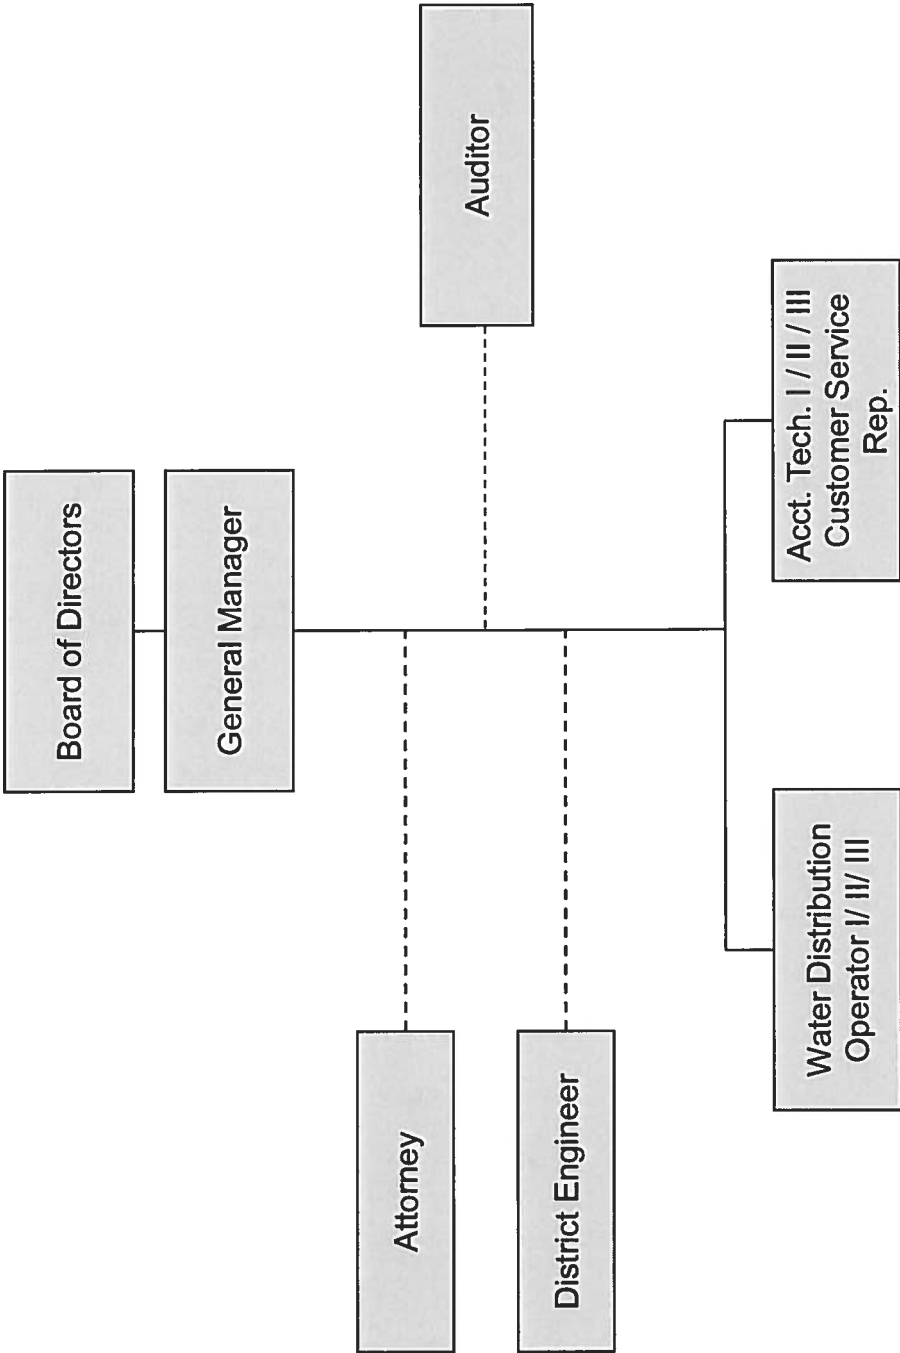 Board of Directors
General Manager
Attorney
Auditor
District Engineer
Water Distribution
Operator I/ II/ III
Acct. Tech. I / II / III
Customer Service
Rep.